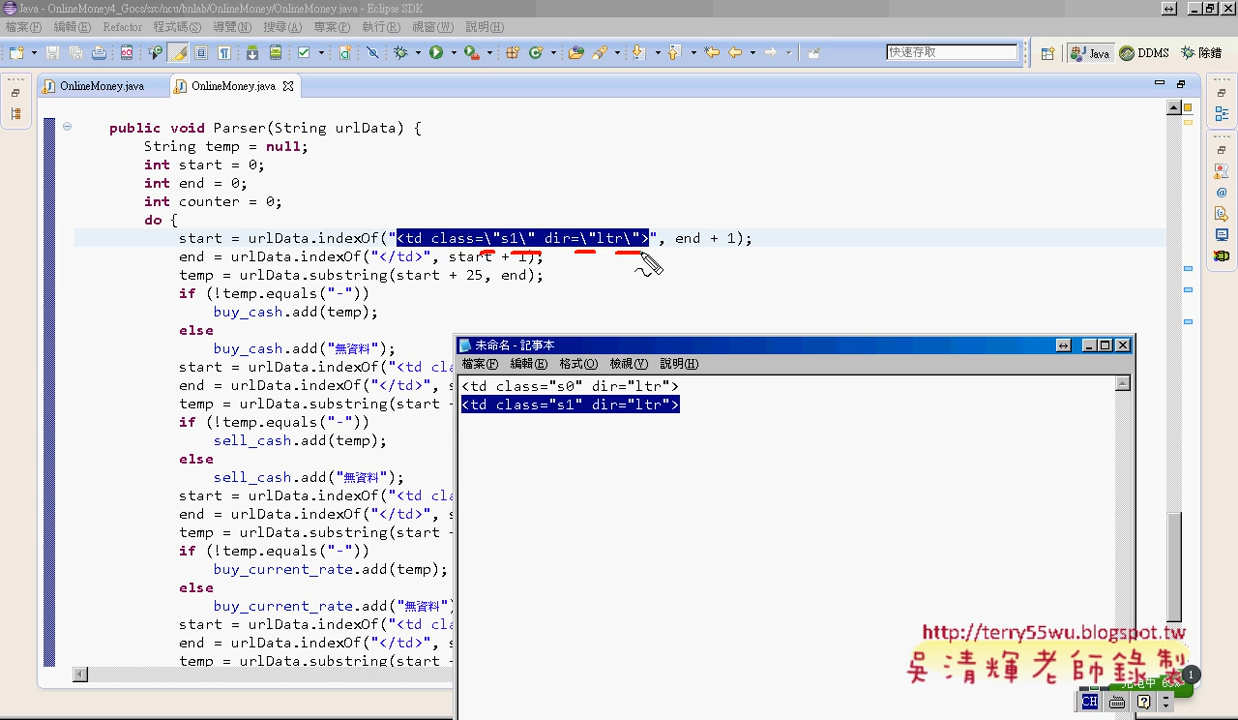 Java - OnlineMoney4_Gocs/src/ncu/bnlab/OnlineMoney/OnlineMoney.java - Eclipse SDK
檔案(F) 編輯(E) Refactor 程式碼(S) 導覽(N) 搜尋(A) 專案(P) 執行(R) 視窗(W) 說明(H)
快速存取
Java DDMS 除錯
OnlineMoney.java OnlineMoney.java
public void Parser(String urlData) {
String temp = null;
int start = 0;
int end = 0;
int counter = 0;
do {
start = urlData.indexOf("<td class=\"s1\" dir=\"ltr\">", end + 1);
end = urlData.indexOf("</td>", start + 1);
temp = urlData.substring(start + 25, end);
if (!temp.equals("-"))
buy_cash.add(temp);
else
buy_cash.add("無資料");
start = urlData.indexOf("<td cla
end = urlData.indexOf("</td>", s
temp = urlData.substring(start
if (!temp.equals("-"))
sell_cash.add(temp);
else
sell_cash.add("無資料");
start = urlData.indexOf("<td cla
end = urlData.indexOf("</td>", s
temp = urlData.substring(start
if (!temp.equals("-"))
buy_current_rate.add(temp);
else
buy_current_rate.add("無資料"
start = urlData.indexOf("<td cla
end = urlData.indexOf("</td>", s
temp = urlData.substring(start
未命名 - 記事本
檔案(F) 編輯(E) 格式(O) 檢視(V) 說明(H)
<td class="s0" dir="ltr">
<td class="s1" dir="ltr">
http://terry55wu.blogspot.tw
吳清輝老師錄製
1
CH